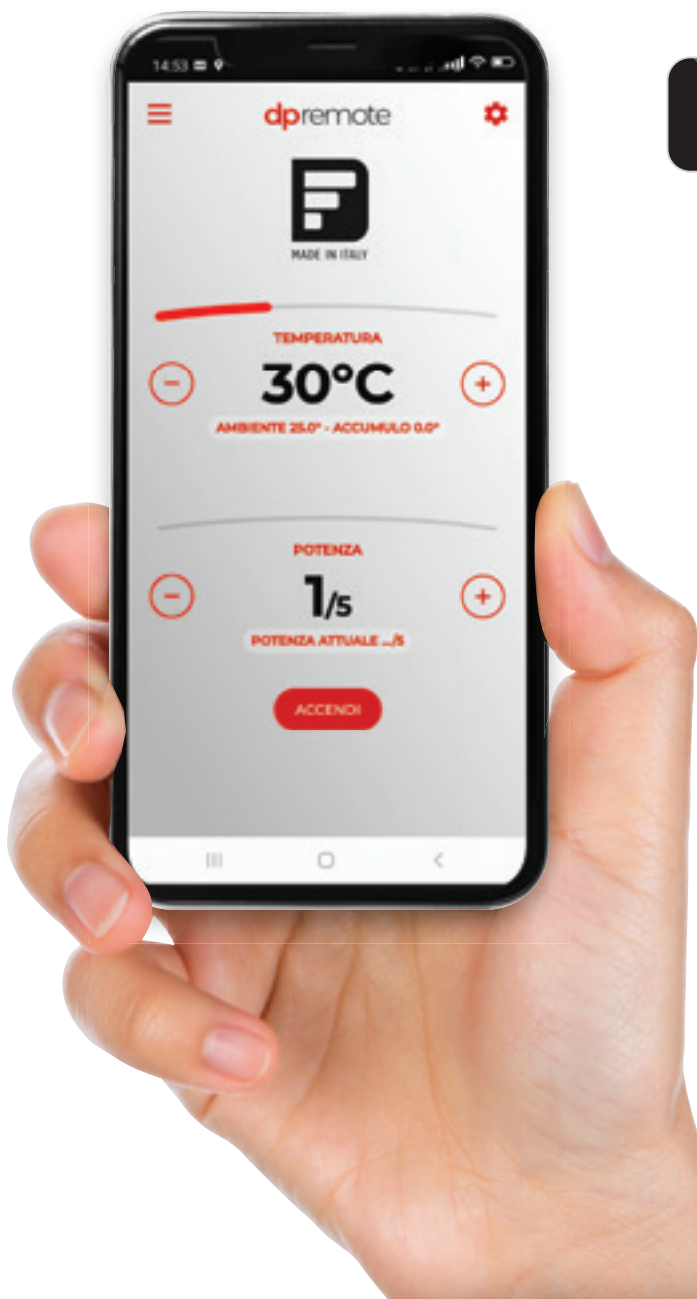 14:53
dpremote
MADE IN ITALY
TEMPERATURA
30°C
AMBIENTE 25.0° - ACCUMULO 0.0°
POTENZA
1/5
POTENZA ATTUALE .../5
ACCENDI